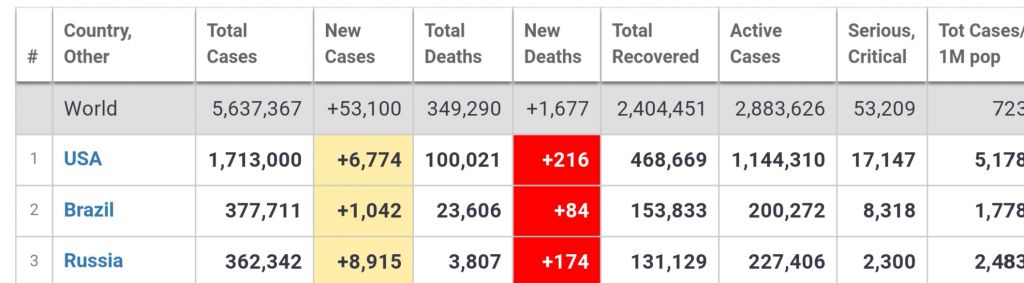 # Country, Other Total Cases New Cases Total Deaths New Deaths Total Recovered Active Cases Serious, Critical Tot Cases/ 1M pop
World 5,637,367 +53,100 349,290 +1,677 2,404,451 2,883,626 53,209 723
1 USA 1,713,000 +6,774 100,021 +216 468,669 1,144,310 17,147 5,178
2 Brazil 377,711 +1,042 23,606 +84 153,833 200,272 8,318 1,778
3 Russia 362,342 +8,915 3,807 +174 131,129 227,406 2,300 2,483